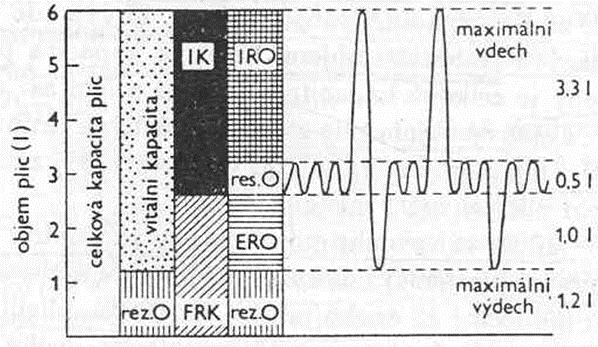 objem plic (l)
6
5
4
3
2
1
celková kapacita plic
vitální kapacita
rez.O
IK
FRK
IRO
res.O
ERO
rez.O
maximální
vdech
3,3 l
0,5 l
1,0 l
maximální
výdech
1,2 l